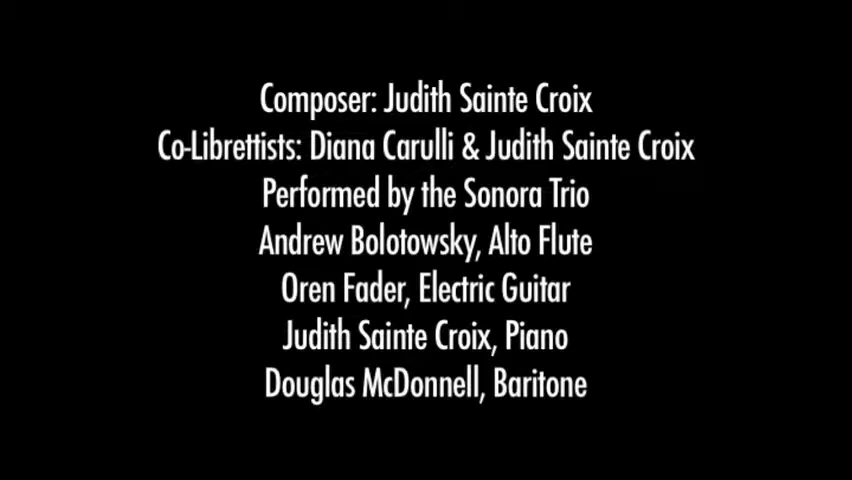 Composer: Judith Sainte Croix
Co-Librettists: Diana Carulli & Judith Sainte Croix
Performed by the Sonora Trio
Andrew Bolotowsky, Alto Flute
Oren Fader, Electric Guitar
Judith Sainte Croix, Piano
Douglas McDonnell, Baritone